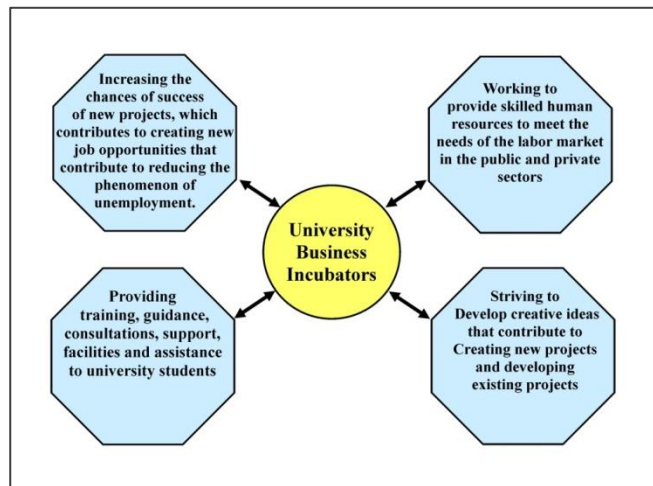 Increasing the
chances of success
of new projects, which
contributes to creating new
job opportunities that
contribute to reducing the
phenomenon of
unemployment.
Working to
provide skilled human
resources to meet the
needs of the labor market
in the public and private
sectors
University
Business
Incubators
Providing
training, guidance,
consultations, support,
facilities and assistance
to university students
Striving to
Develop creative ideas
that contribute to
Creating new projects
and developing
existing projects